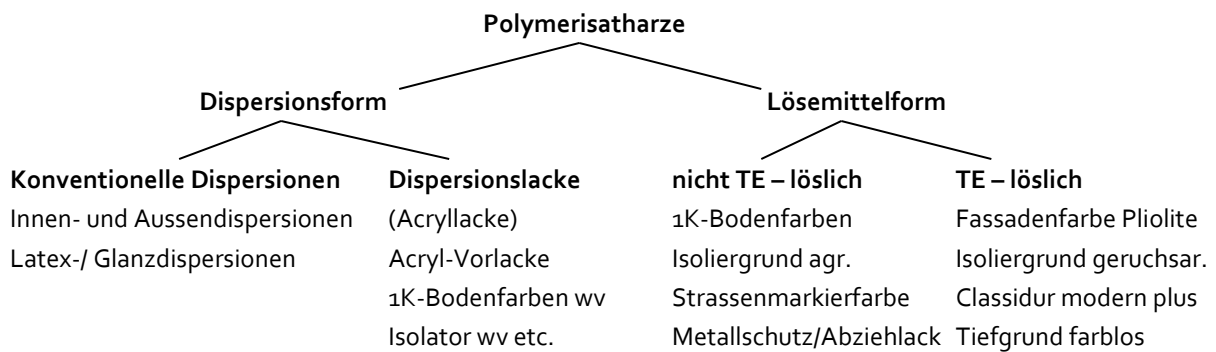 Polymerisatharze
Dispersionsform
Lösemittelform
Konventionelle Dispersionen
Innen- und Aussendispersionen
Latex-/ Glanzdispersionen
Dispersionslacke
(Acryllacke)
Acryl-Vorlacke
1K-Bodenfarben wv
Isolator wv etc.
nicht TE – löslich
1K-Bodenfarben
Isoliergrund agr.
Strassenmarkierfarbe
Metallschutz/Abziehlack
TE – löslich
Fassadenfarbe Pliolite
Isoliergrund geruchsar.
Classidur modern plus
Tiefgrund farblos